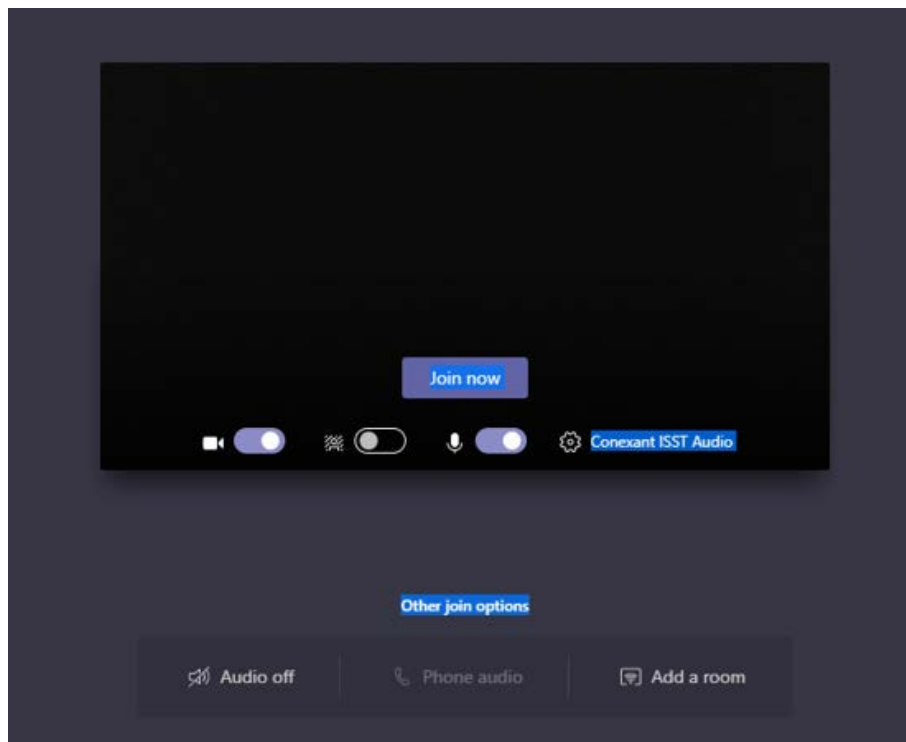 Join now
Conexant ISST Audio
Other join options
Audio off
Phone audio
Add a room